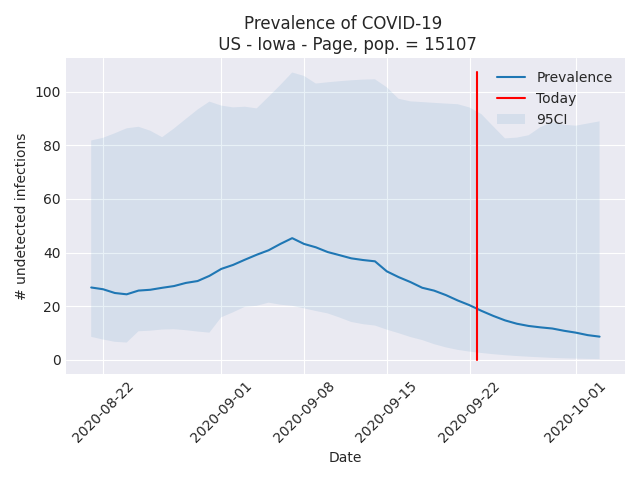 Prevalence of COVID-19
US - Iowa - Page, pop. = 15107
Prevalence
Today
95CI
100
80
60
40
20
0
# undetected infections
2020-08-22
2020-09-01
2020-09-08
2020-09-15
2020-09-22
2020-10-01
Date